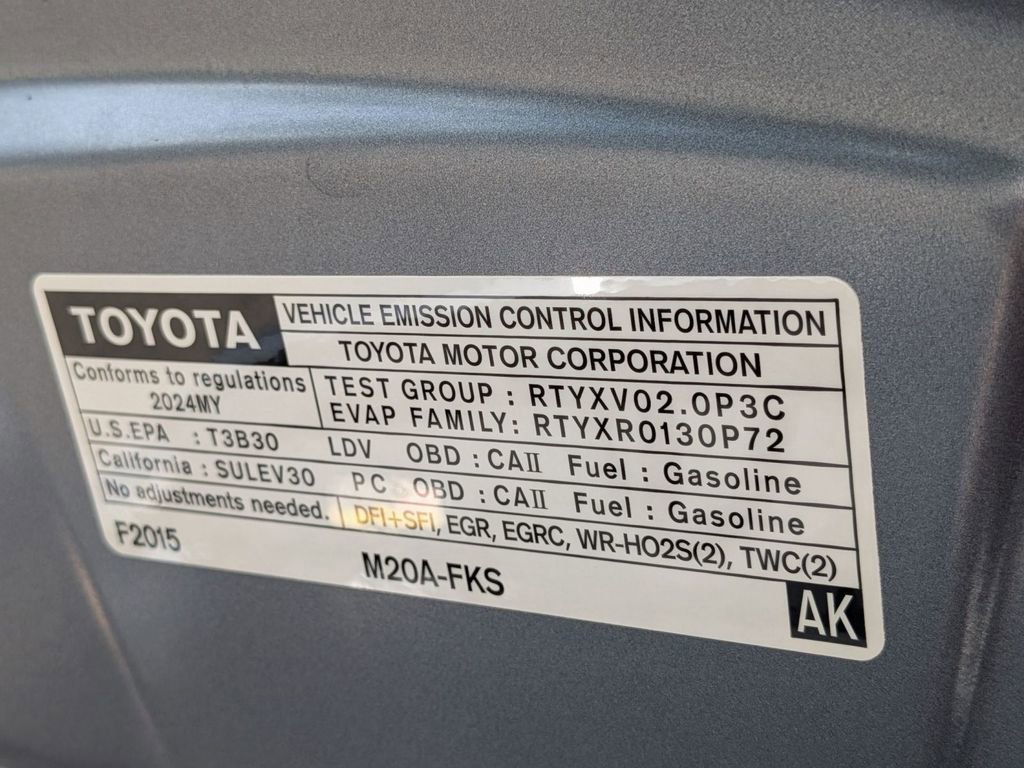 TOYOTA
VEHICLE EMISSION CONTROL INFORMATION
TOYOTA MOTOR CORPORATION
Conforms to regulations
2024MY
TEST GROUP : RTYXV02.0P3C
EVAP FAMILY: RTYXR0130P72
U.S.EPA : T3B30 LDV OBD : CAII Fuel : Gasoline
California : SULEV30 PC OBD : CAII Fuel : Gasoline
No adjustments needed. DFI+SFI, EGR, EGRC, WR-HO2S(2), TWC(2)
F2015 M20A-FKS AK